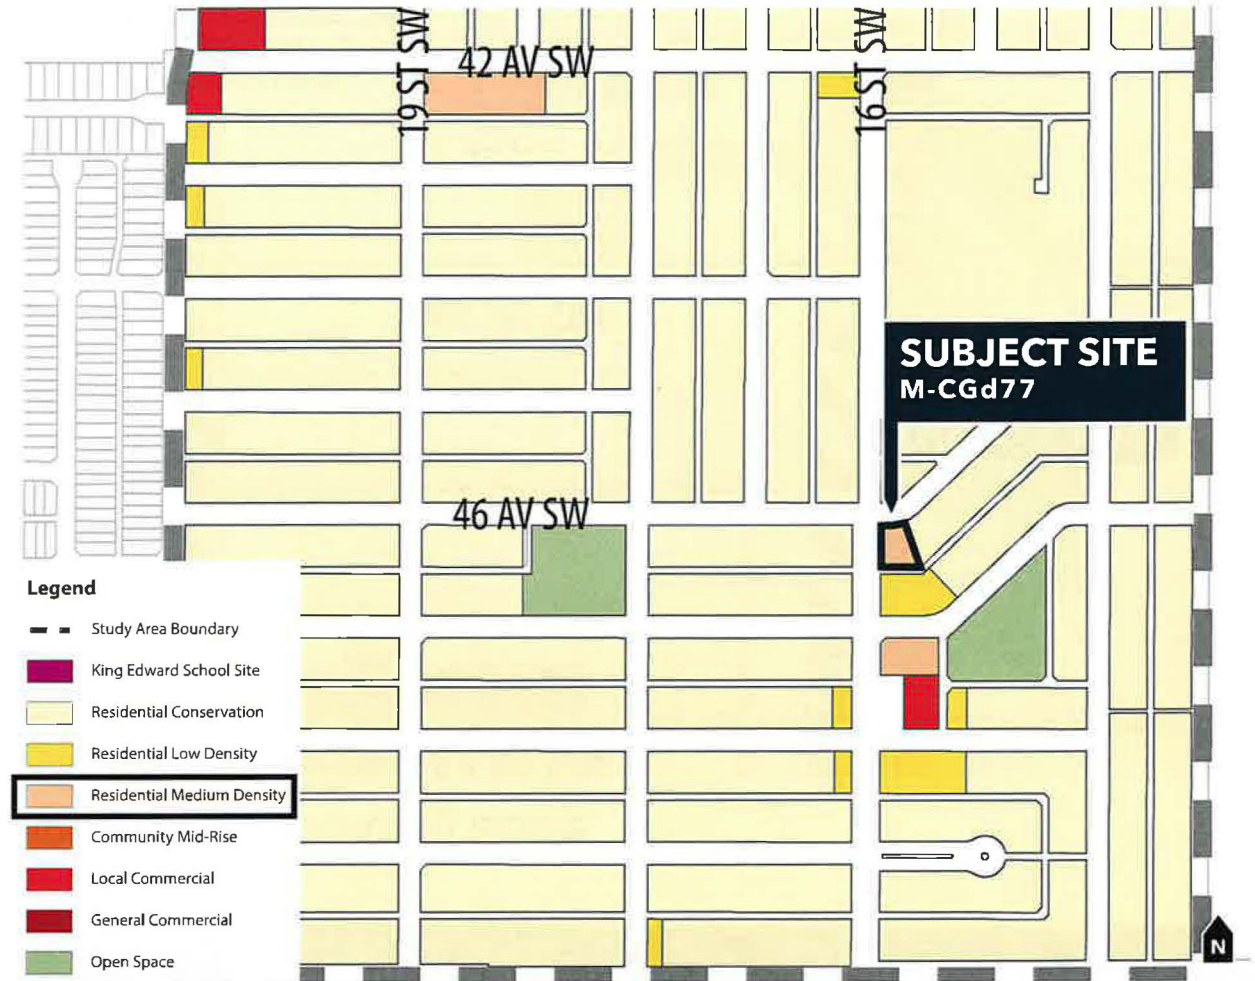 19 ST SW
42 AV SW
16 ST SW
SUBJECT SITE
M-CGd77
46 AV SW
Legend
Study Area Boundary
King Edward School Site
Residential Conservation
Residential Low Density
Residential Medium Density
Community Mid-Rise
Local Commercial
General Commercial
Open Space
N